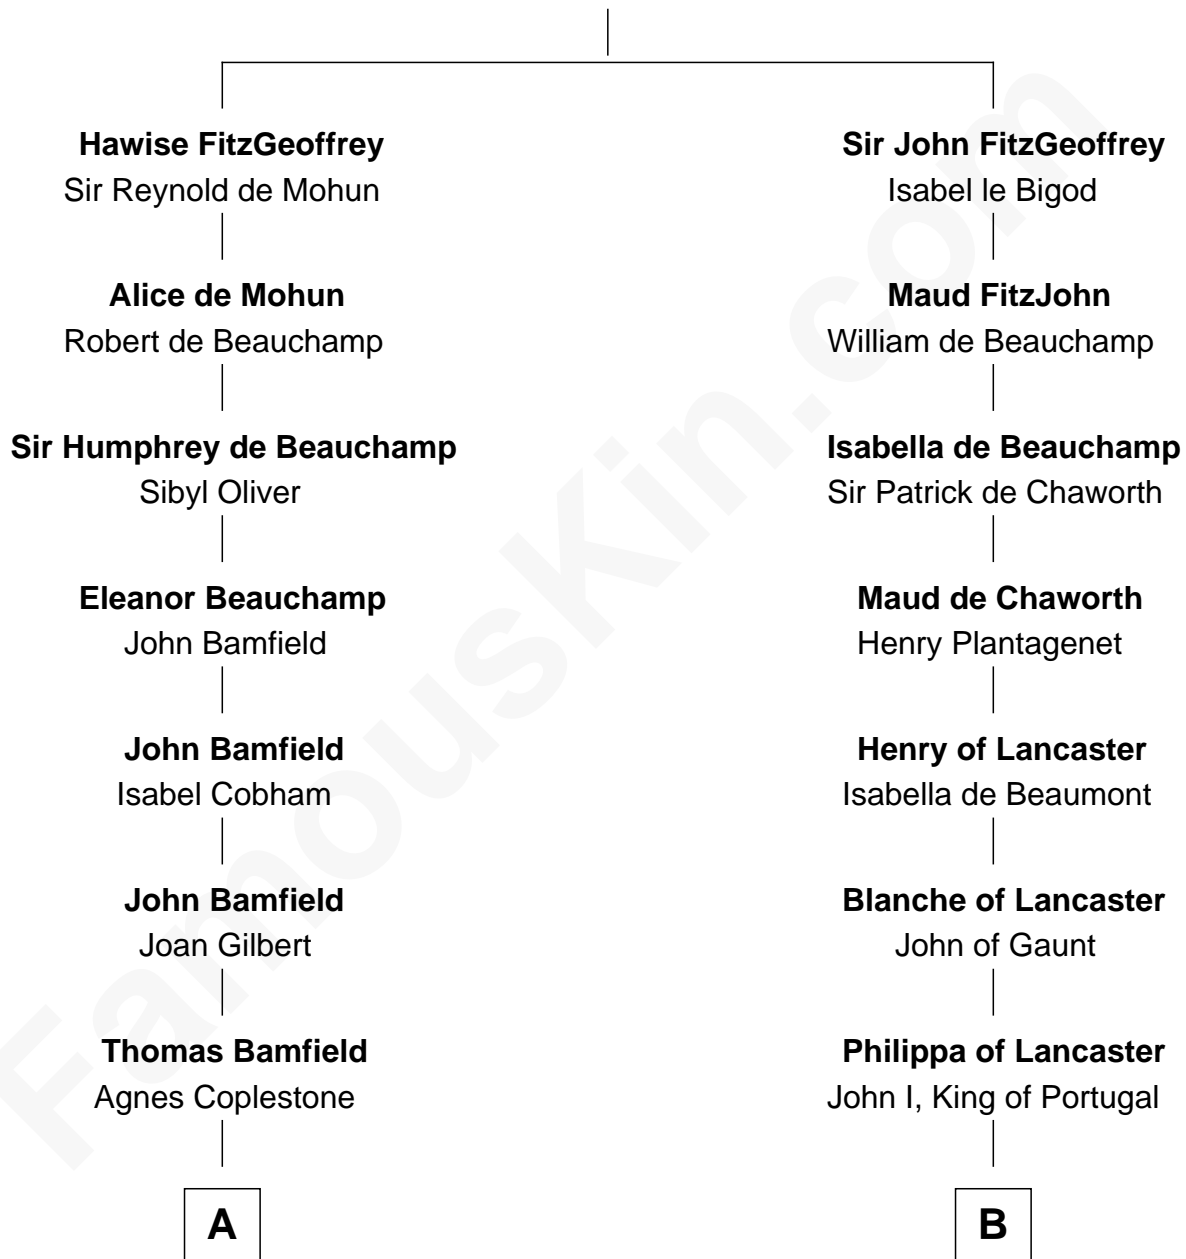 Hawise FitzGeoffrey
Sir Reynold de Mohun
Alice de Mohun
Robert de Beauchamp
Sir Humphrey de Beauchamp
Sibyl Oliver
Eleanor Beauchamp
John Bamfield
John Bamfield
Isabel Cobham
John Bamfield
Joan Gilbert
Thomas Bamfield
Agnes Coplestone
A
Sir John FitzGeoffrey
Isabel le Bigod
Maud FitzJohn
William de Beauchamp
Isabella de Beauchamp
Sir Patrick de Chaworth
Maud de Chaworth
Henry Plantagenet
Henry of Lancaster
Isabella de Beaumont
Blanche of Lancaster
John of Gaunt
Philippa of Lancaster
John I, King of Portugal
B
FamousKin.com